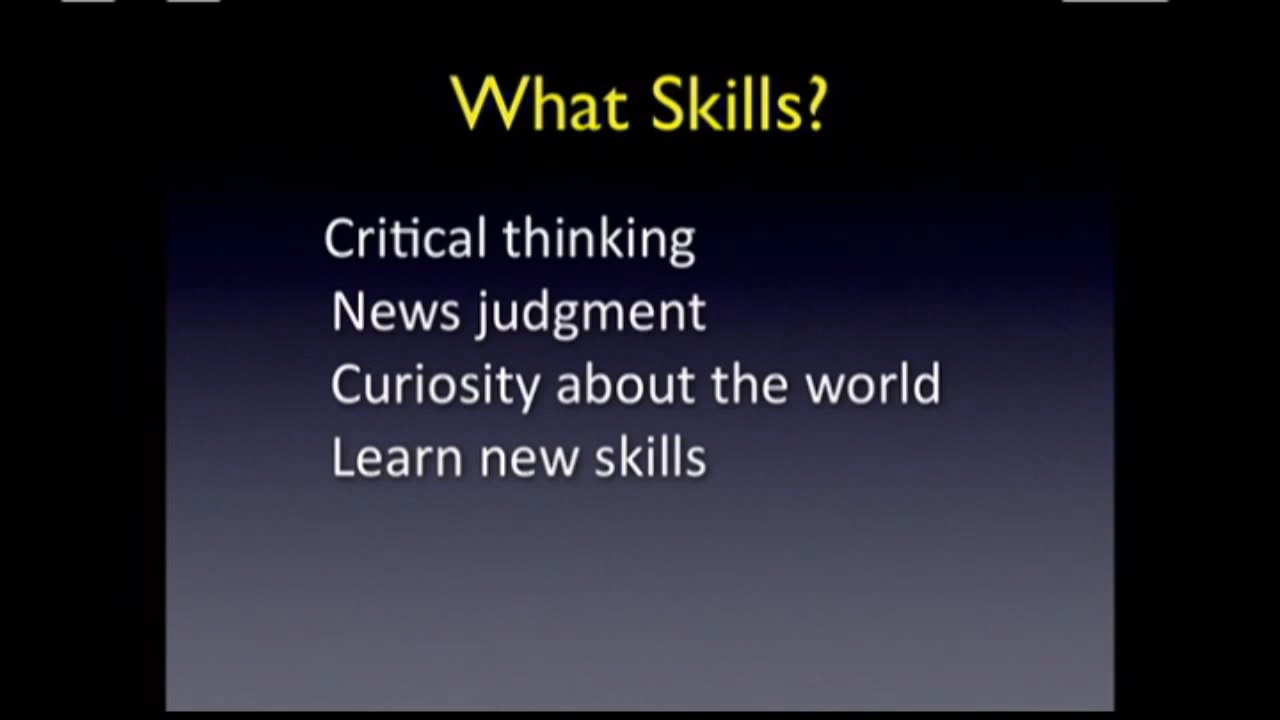 What Skills?
Critical thinking
News judgment
Curiosity about the world
Learn new skills